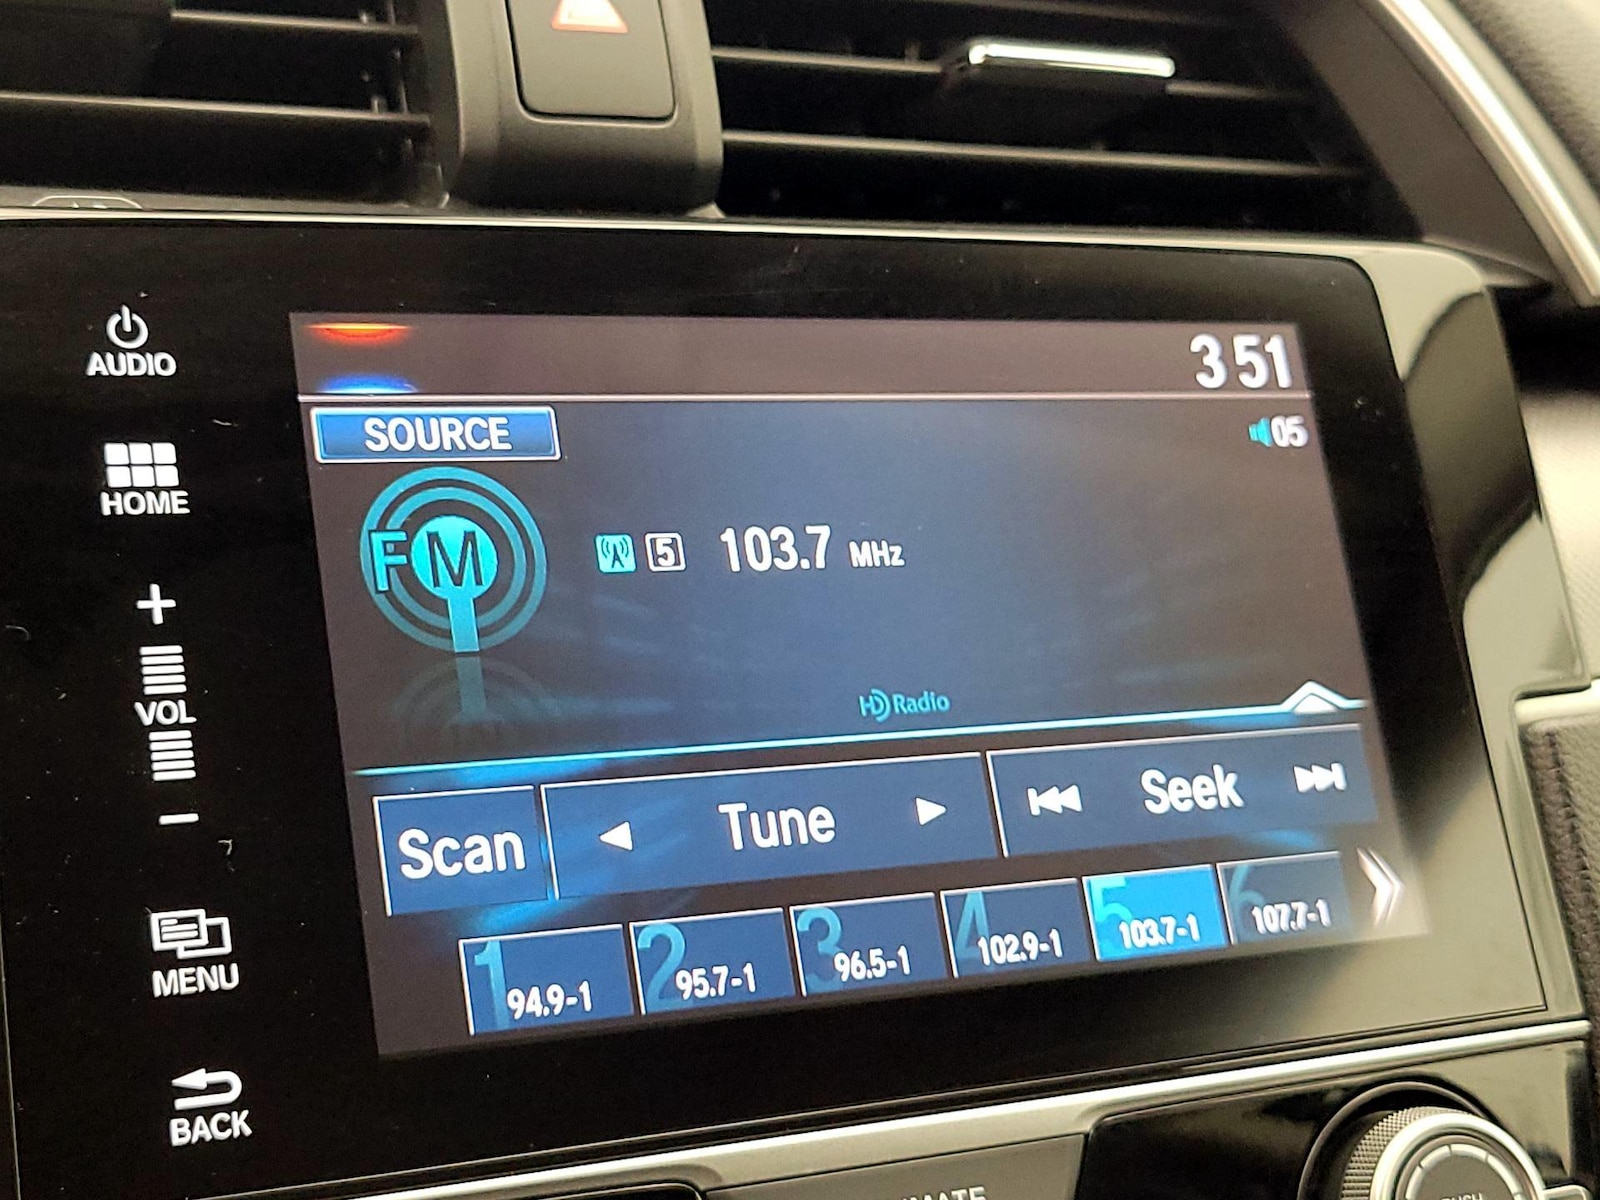 AUDIO
HOME
+
VOL
−
MENU
BACK
3 51
SOURCE
05
FM
5 103.7 MHz
HD Radio
Scan
Tune
Seek
1 94.9-1
2 95.7-1
3 96.5-1
4 102.9-1
5 103.7-1
6 107.7-1